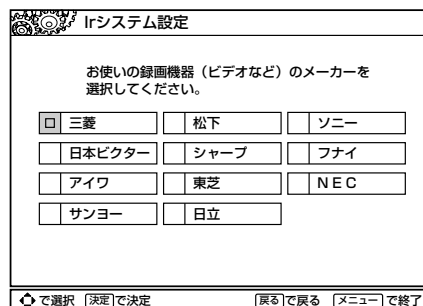 Irシステム設定
お使いの録画機器（ビデオなど）のメーカーを
選択してください。
三菱 松下 ソニー
日本ビクター シャープ フナイ
アイワ 東芝 NEC
サンヨー 日立
で選択 決定で決定 戻るで戻る メニューで終了